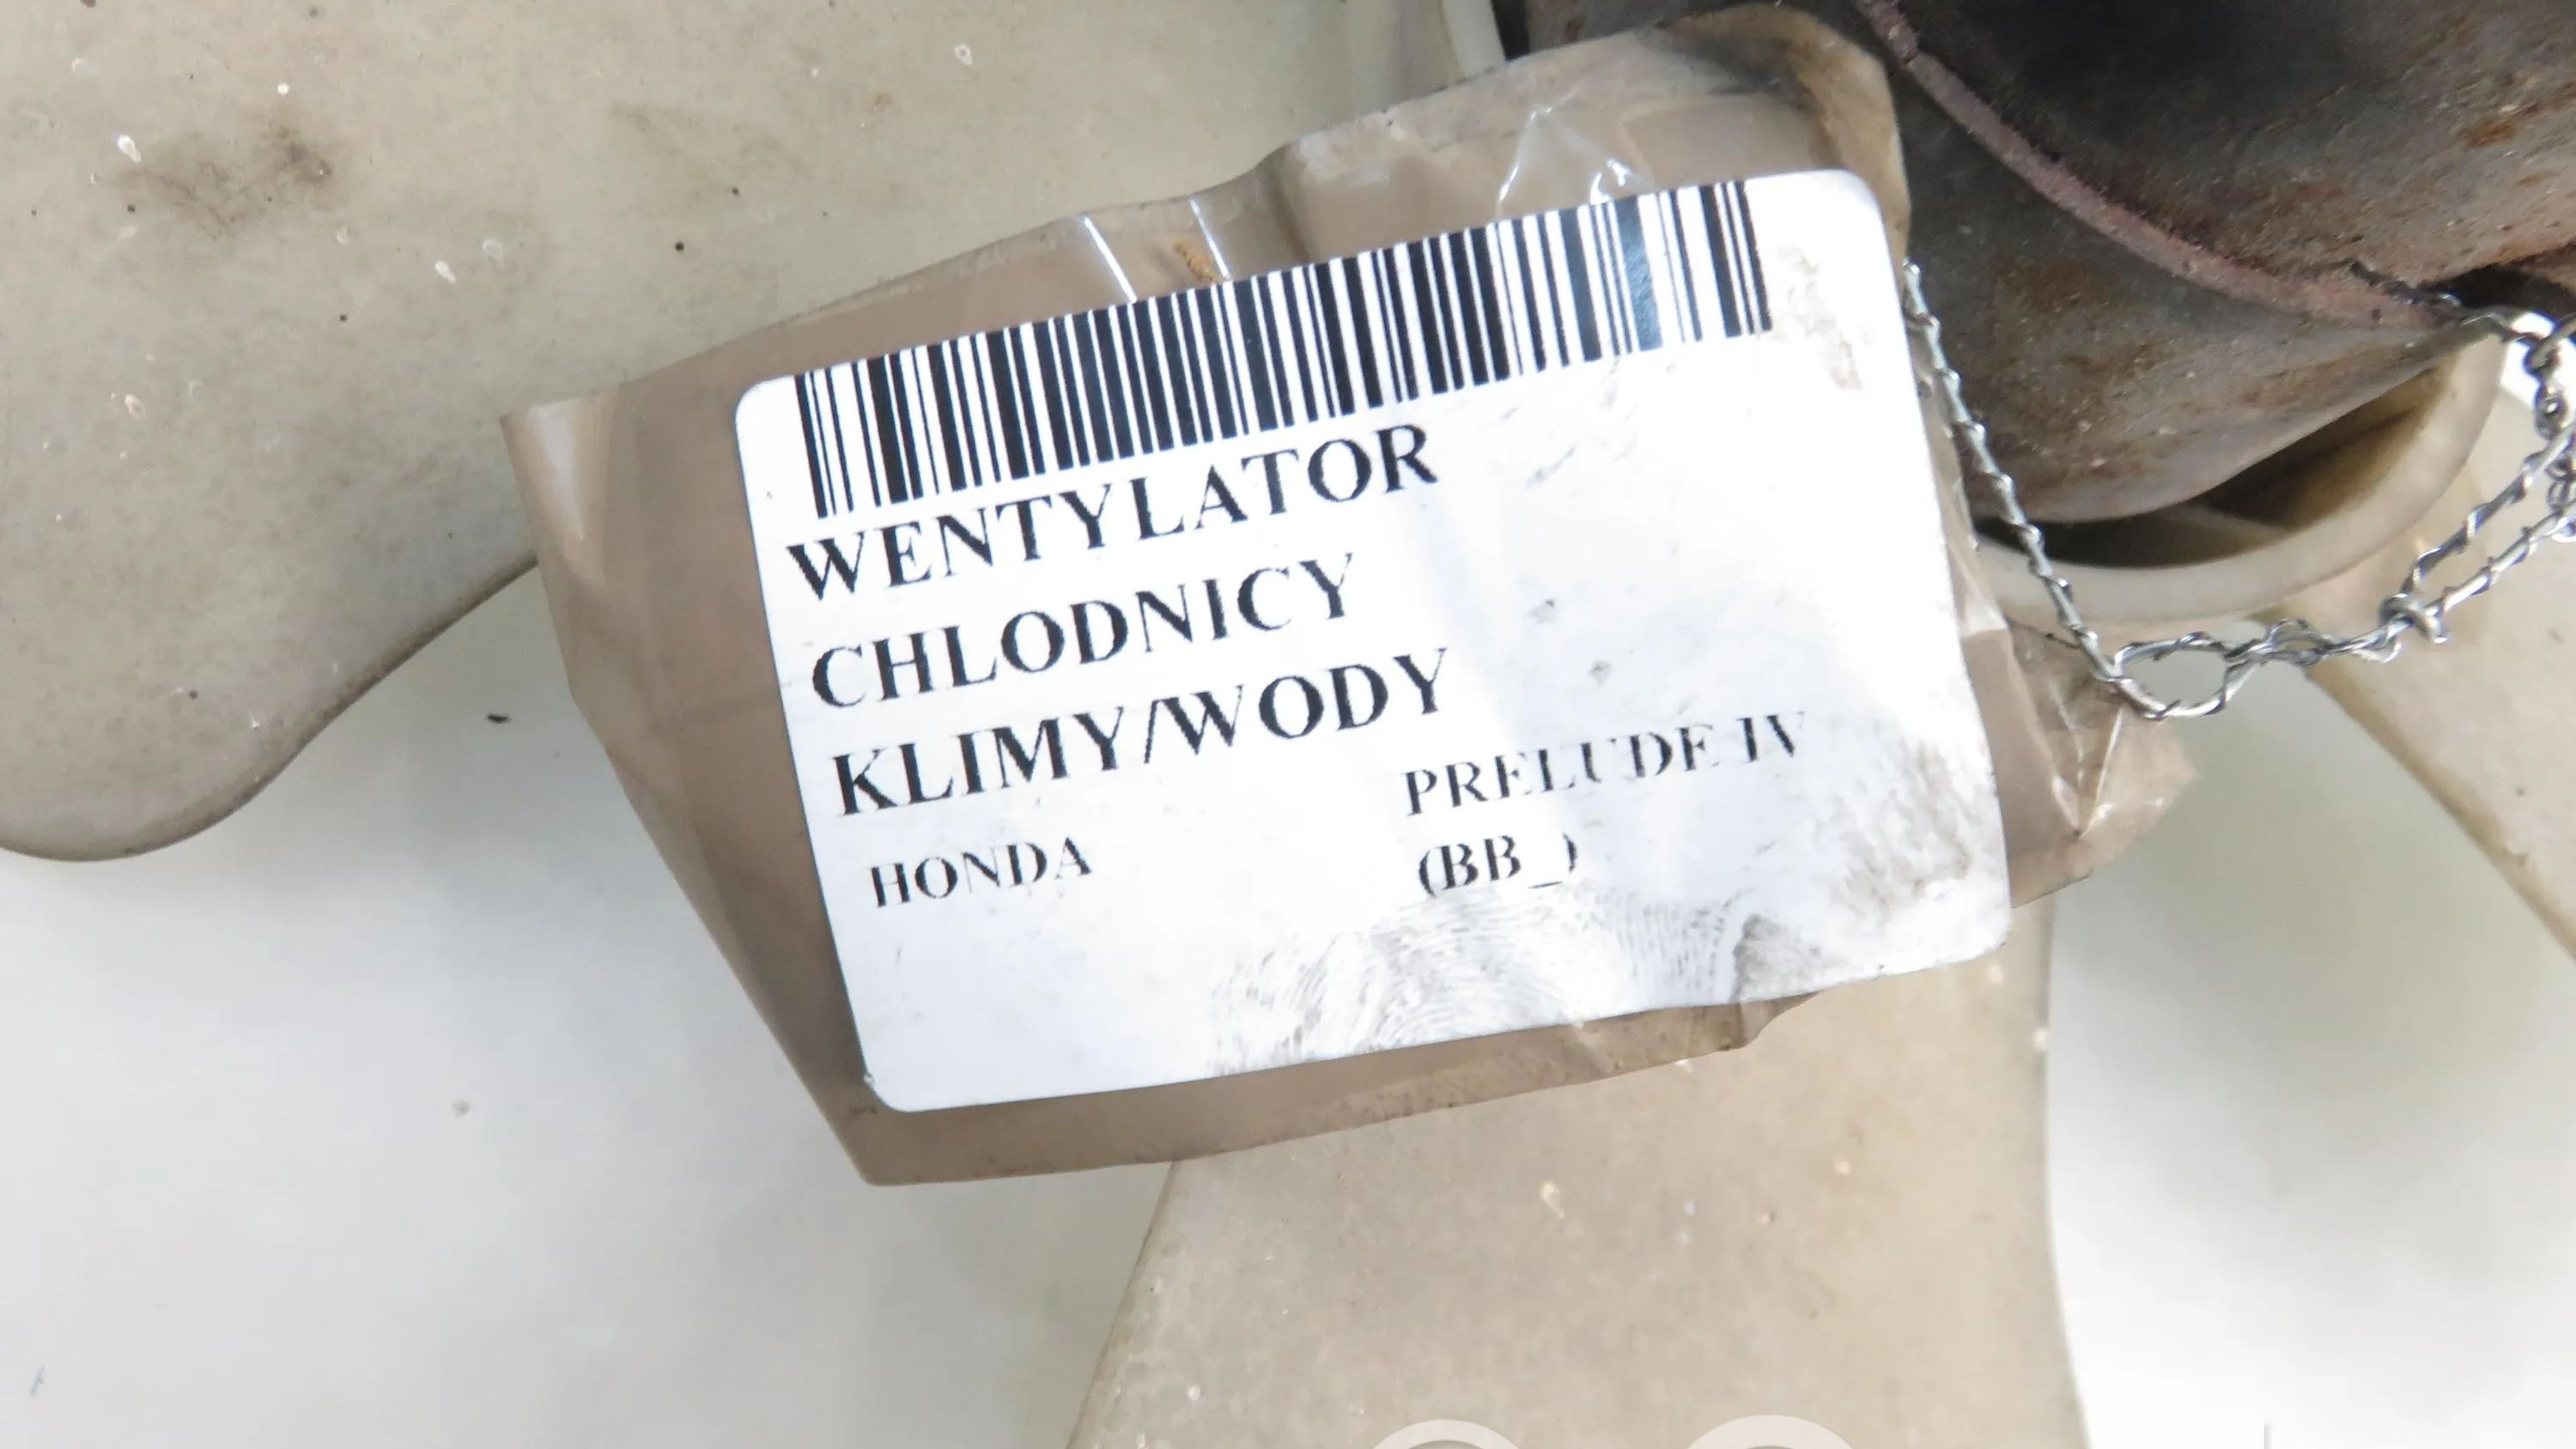 WENTYLATOR
CHLODNICY
KLIMY/WODY
HONDA PRELUDE IV
(BB_)